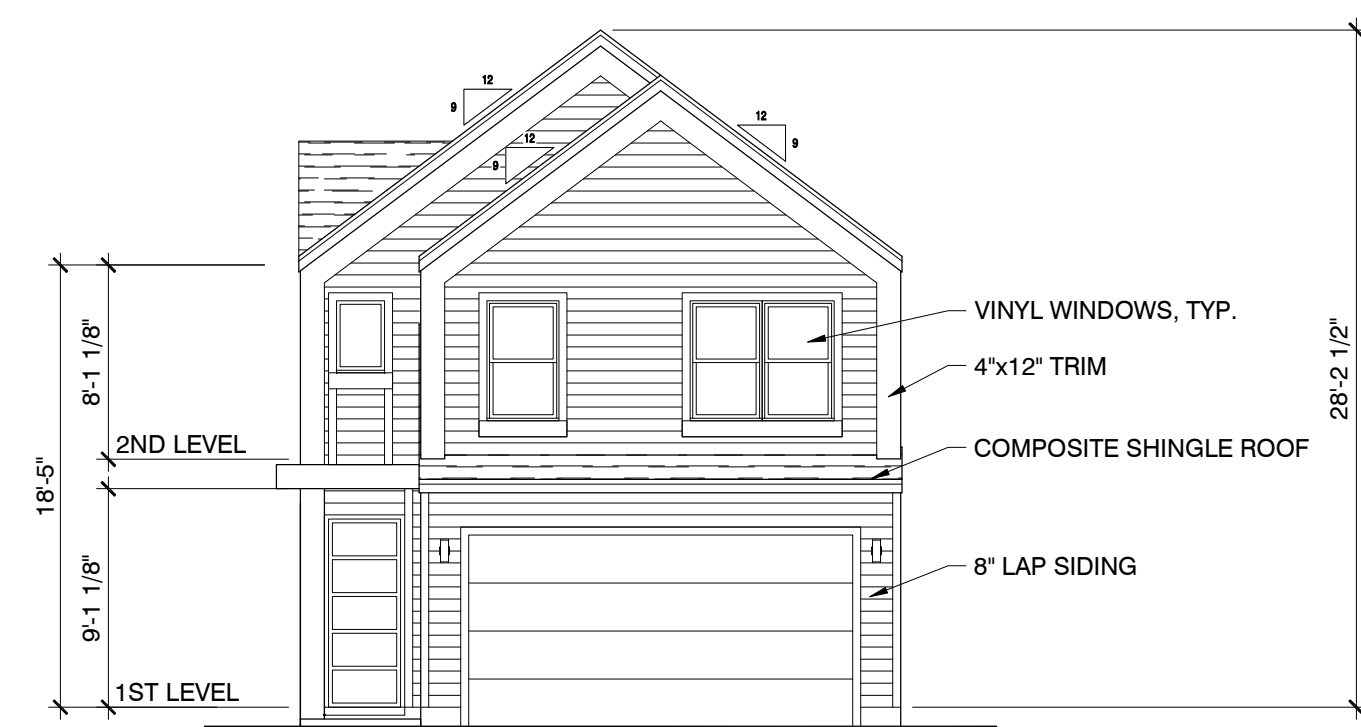 12
9
12
9
12
9
VINYL WINDOWS, TYP.
4"x12" TRIM
28'-2 1/2"
8'-1 1/8"
2ND LEVEL
COMPOSITE SHINGLE ROOF
18'-5"
8" LAP SIDING
9'-1 1/8"
1ST LEVEL